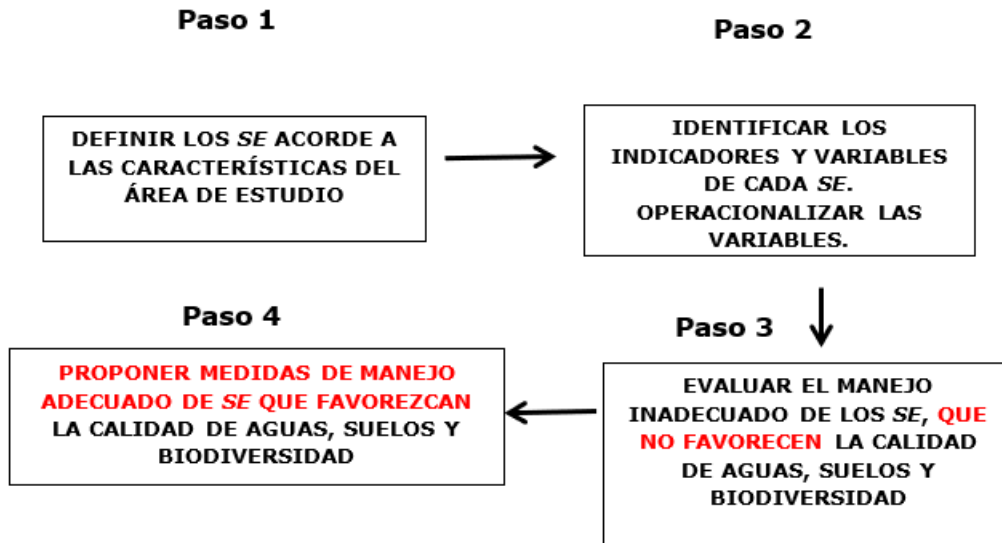 Paso 1
DEFINIR LOS SE ACORDE A
LAS CARACTERÍSTICAS DEL
ÁREA DE ESTUDIO
Paso 2
IDENTIFICAR LOS
INDICADORES Y VARIABLES
DE CADA SE.
OPERACIONALIZAR LAS
VARIABLES.
Paso 3
EVALUAR EL MANEJO
INADECUADO DE LOS SE, QUE
NO FAVORECEN LA CALIDAD
DE AGUAS, SUELOS Y
BIODIVERSIDAD
Paso 4
PROPONER MEDIDAS DE MANEJO
ADECUADO DE SE QUE FAVOREZCAN
LA CALIDAD DE AGUAS, SUELOS Y
BIODIVERSIDAD